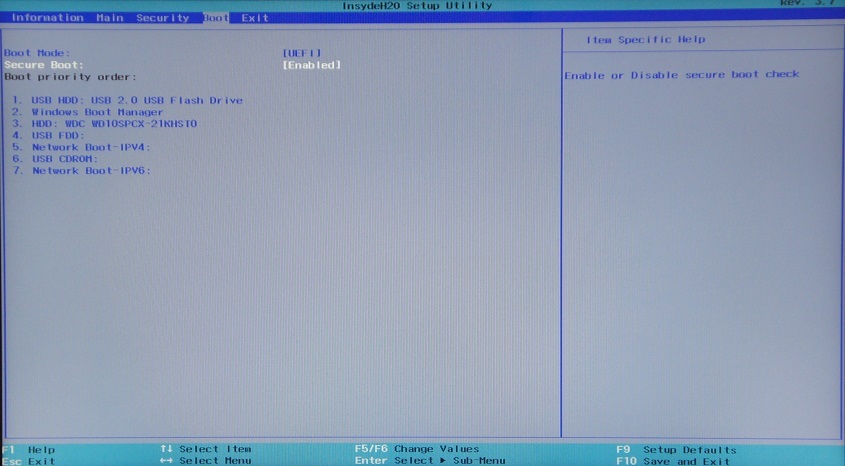 InsydeH20 Setup Utility Rev. 3.7
Information Main Security Boot Exit
Item Specific Help
Boot Mode: [UEFI]
Secure Boot: [Enabled]
Boot priority order:
Enable or Disable secure boot check
1. USB HDD: USB 2.0 USB Flash Drive
2. Windows Boot Manager
3. HDD: WDC WD10SPCX-21KHST0
4. USB FDD:
5. Network Boot-IPV4:
6. USB CDROM:
7. Network Boot-IPV6:
F1 Help ↑↓ Select Item F5/F6 Change Values F9 Setup Defaults
Esc Exit ↔ Select Menu Enter Select ▶ Sub-Menu F10 Save and Exit